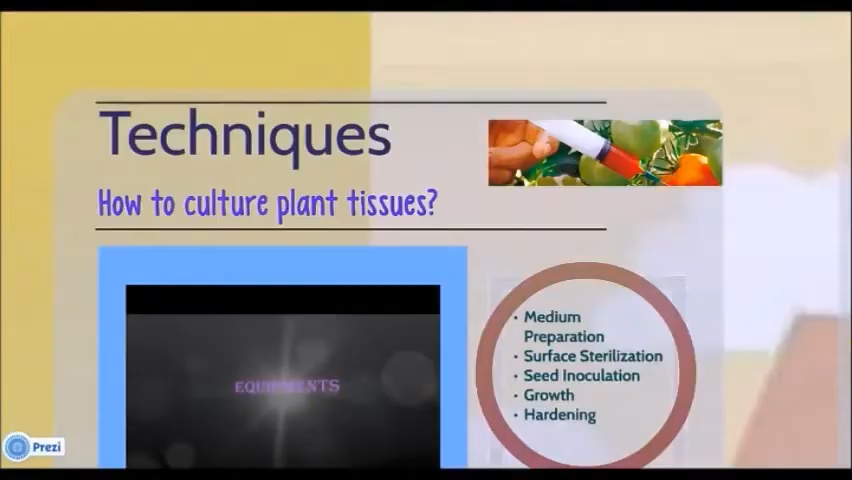 Techniques
How to culture plant tissues?
EQUIPMENTS
• Medium
Preparation
• Surface Sterilization
• Seed Inoculation
• Growth
• Hardening
Prezi